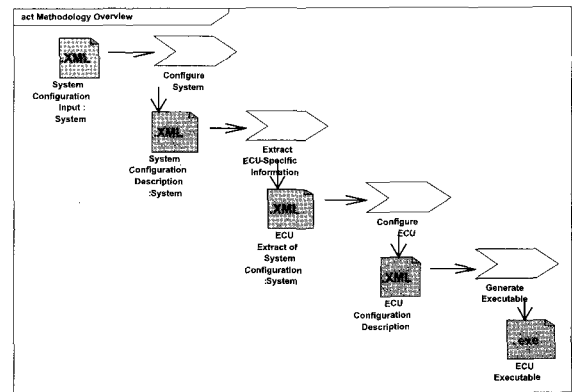 act Methodology Overview
.XML
System
Configuration
Input :
System
Configure
System
.XML
System
Configuration
Description
:System
Extract
ECU-Specific
Information
.XML
ECU
Extract of
System
Configuration
:System
Configure
ECU
.XML
ECU
Configuration
Description
Generate
Executable
.exe
ECU
Executable